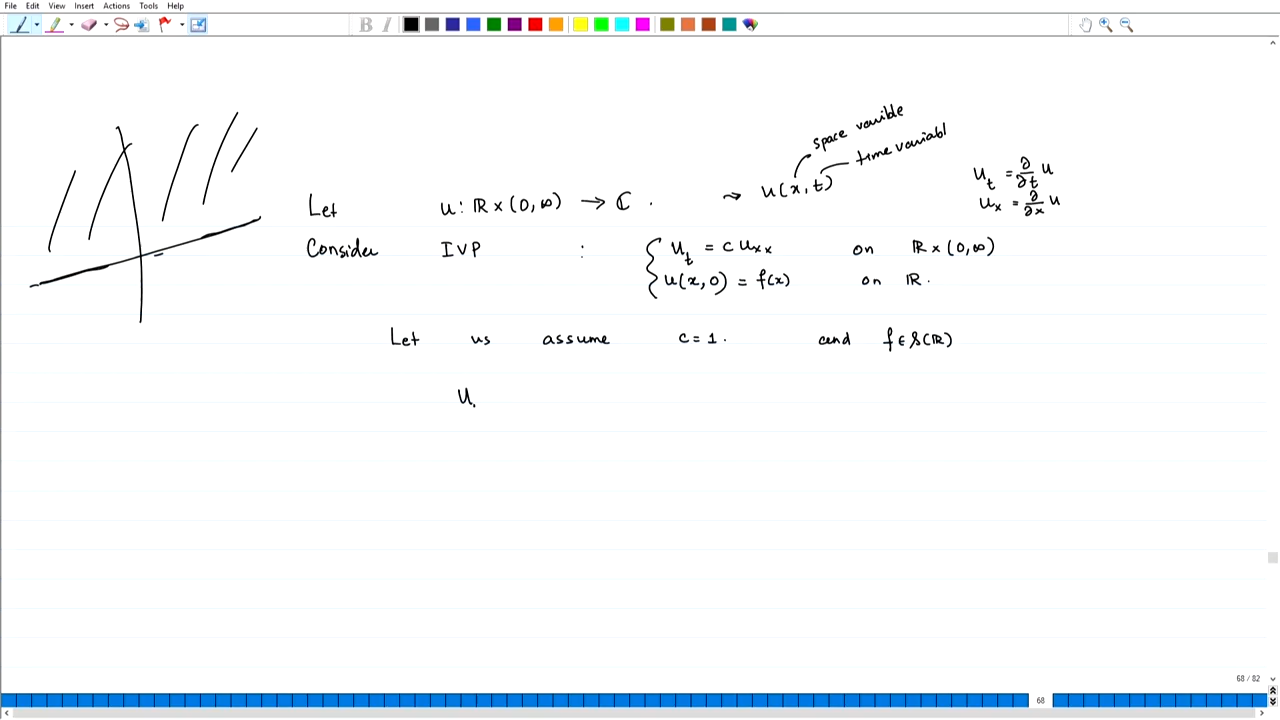 File Edit View Insert Actions Tools Help
B I
space varible
time variabl
Let u : ℝ × (0,∞) → ℂ . ⇝ u(x,t)
u_t = ∂/∂t u
u_x = ∂/∂x u
Consider IVP : { u_t = c u_xx on ℝ × (0,∞)
u(x,0) = f(x) on ℝ.
Let us assume c = 1. and f ∈ 𝒮(ℝ)
u.
68 / 82
68